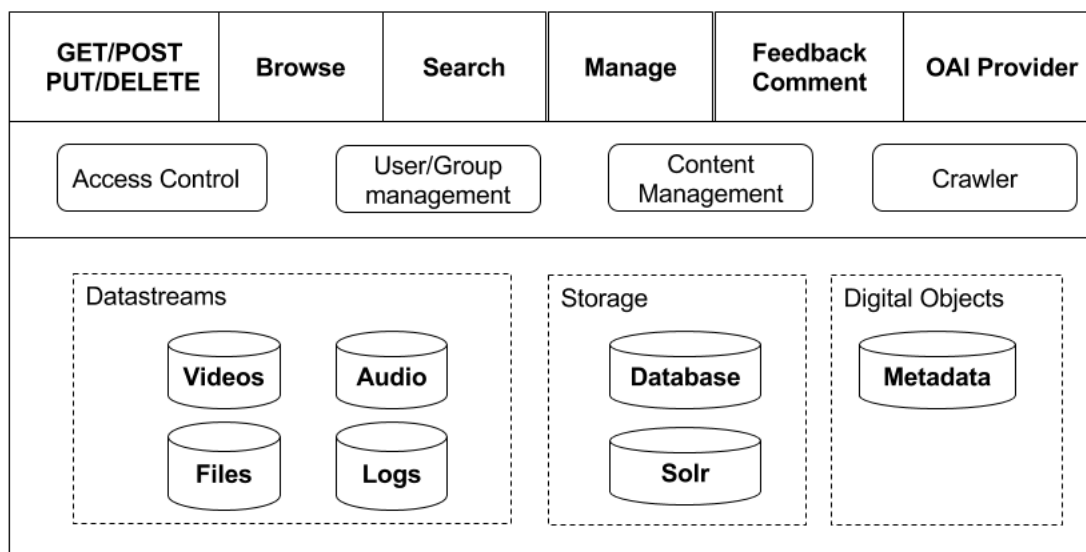 GET/POST
PUT/DELETE
Browse
Search
Manage
Feedback
Comment
OAI Provider
Access Control
User/Group
management
Content
Management
Crawler
Datastreams
Storage
Digital Objects
Videos
Audio
Database
Metadata
Files
Logs
Solr